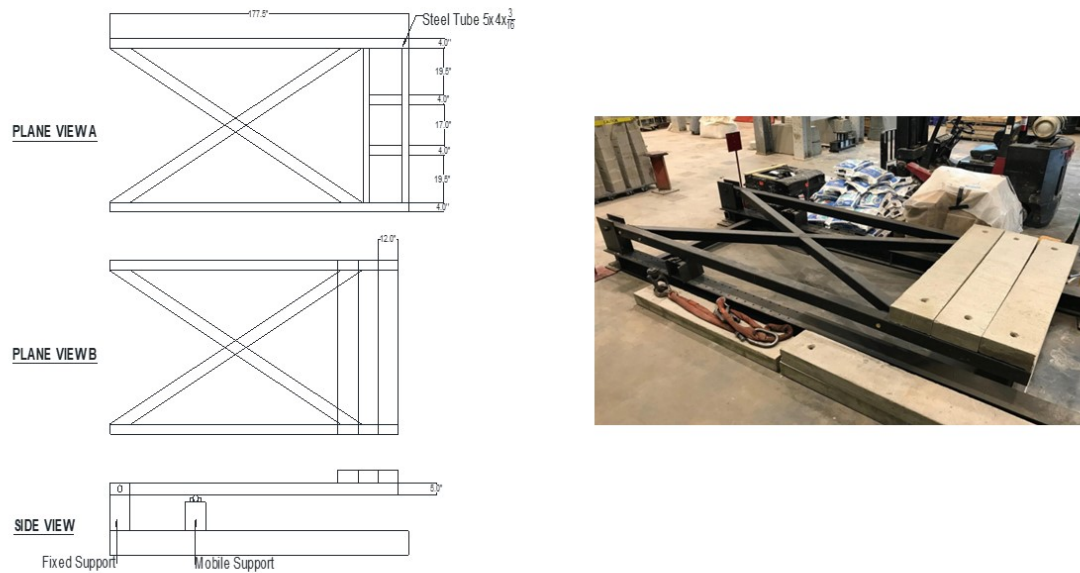 177.5"
Steel Tube 5x4x3/16
4.0"
19.5"
4.0"
PLANE VIEW A
17.0"
4.0"
19.5"
4.0"
12.0"
PLANE VIEW B
5.0"
SIDE VIEW
Fixed Support
Mobile Support